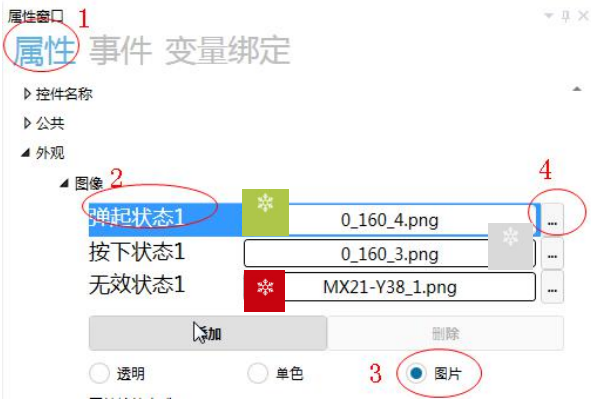 属性窗口 1
属性 事件 变量绑定
控件名称
公共
外观
图像 2
4
弹起状态1 0_160_4.png ...
按下状态1 0_160_3.png ...
无效状态1 MX21-Y38_1.png ...
添加 删除
透明 单色 3 图片